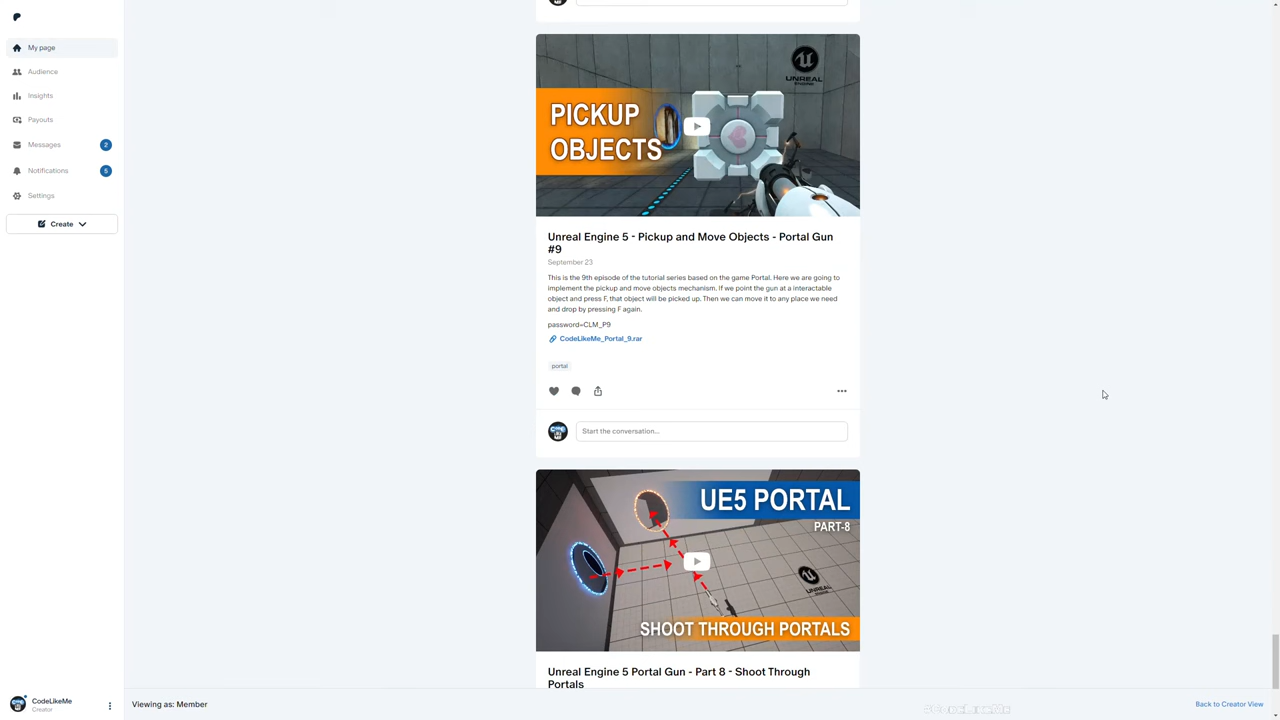 My page
Audience
Insights
Payouts
Messages
2
Notifications
5
Settings
Create
UNREAL
ENGINE
PICKUP
OBJECTS
Unreal Engine 5 - Pickup and Move Objects - Portal Gun
#9
September 23
This is the 9th episode of the tutorial series based on the game Portal. Here we are going to
implement the pickup and move objects mechanism. If we point the gun at a interactable
object and press F, that object will be picked up. Then we can move it to any place we need
and drop by pressing F again.
password=CLM_P9
CodeLikeMe_Portal_9.rar
portal
Start the conversation...
UE5 PORTAL
PART-8
SHOOT THROUGH PORTALS
Unreal Engine 5 Portal Gun - Part 8 - Shoot Through
Portals
CodeLikeMe
Creator
Viewing as: Member
#CodeLikeMe
Back to Creator View